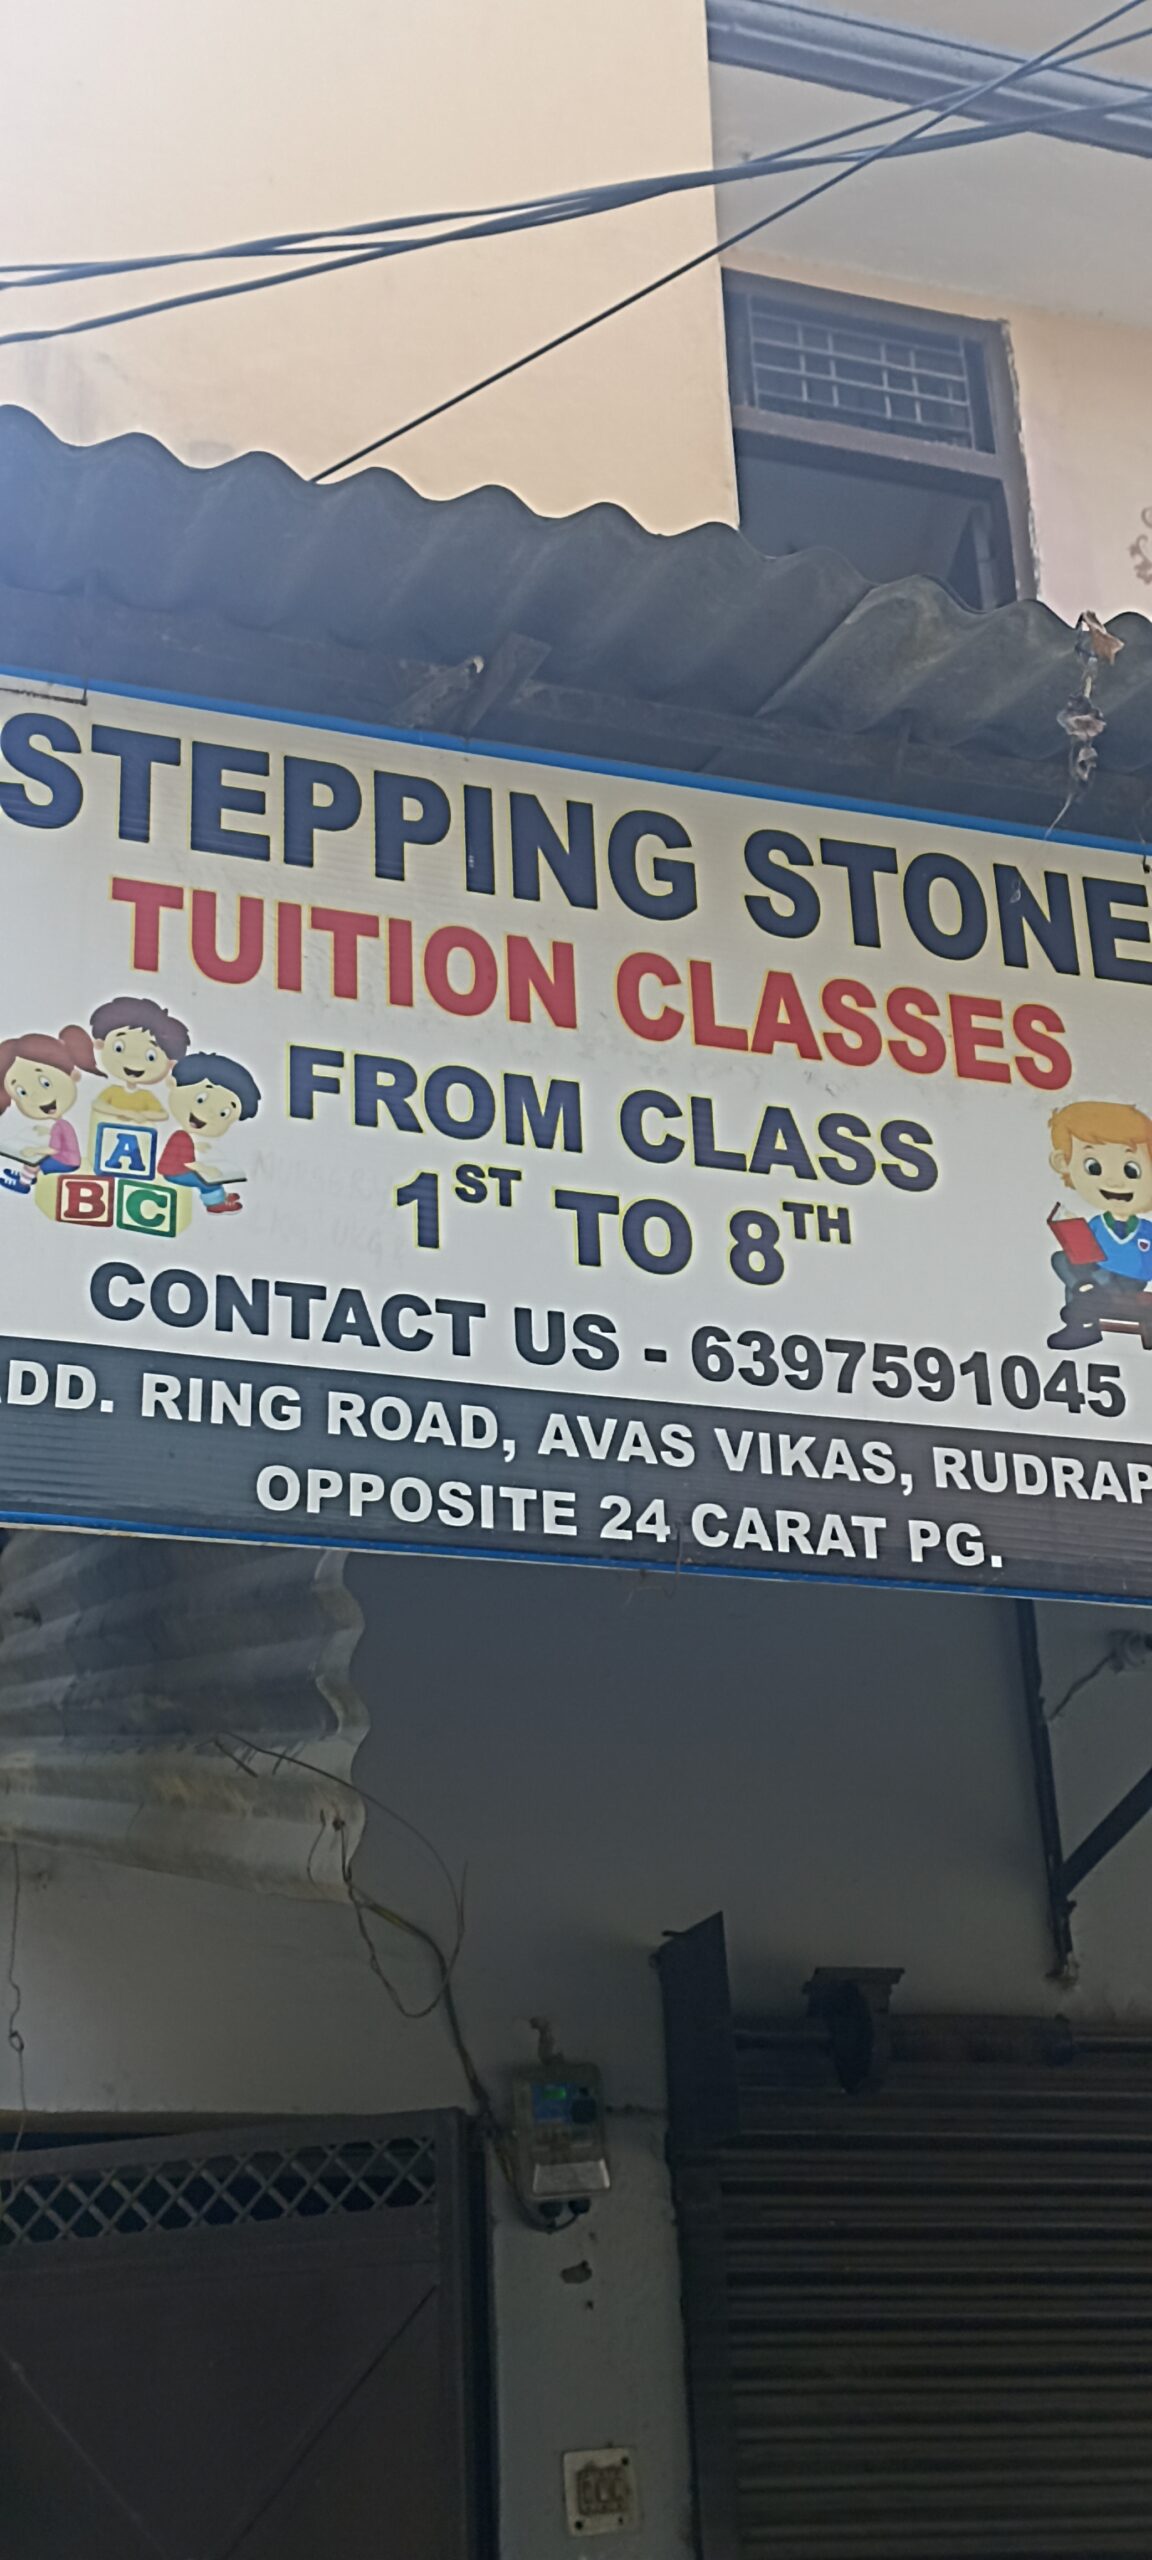 STEPPING STONE
TUITION CLASSES
FROM CLASS
1ST TO 8TH
A
B C
CONTACT US - 6397591045
DD. RING ROAD, AVAS VIKAS, RUDRAP
OPPOSITE 24 CARAT PG.